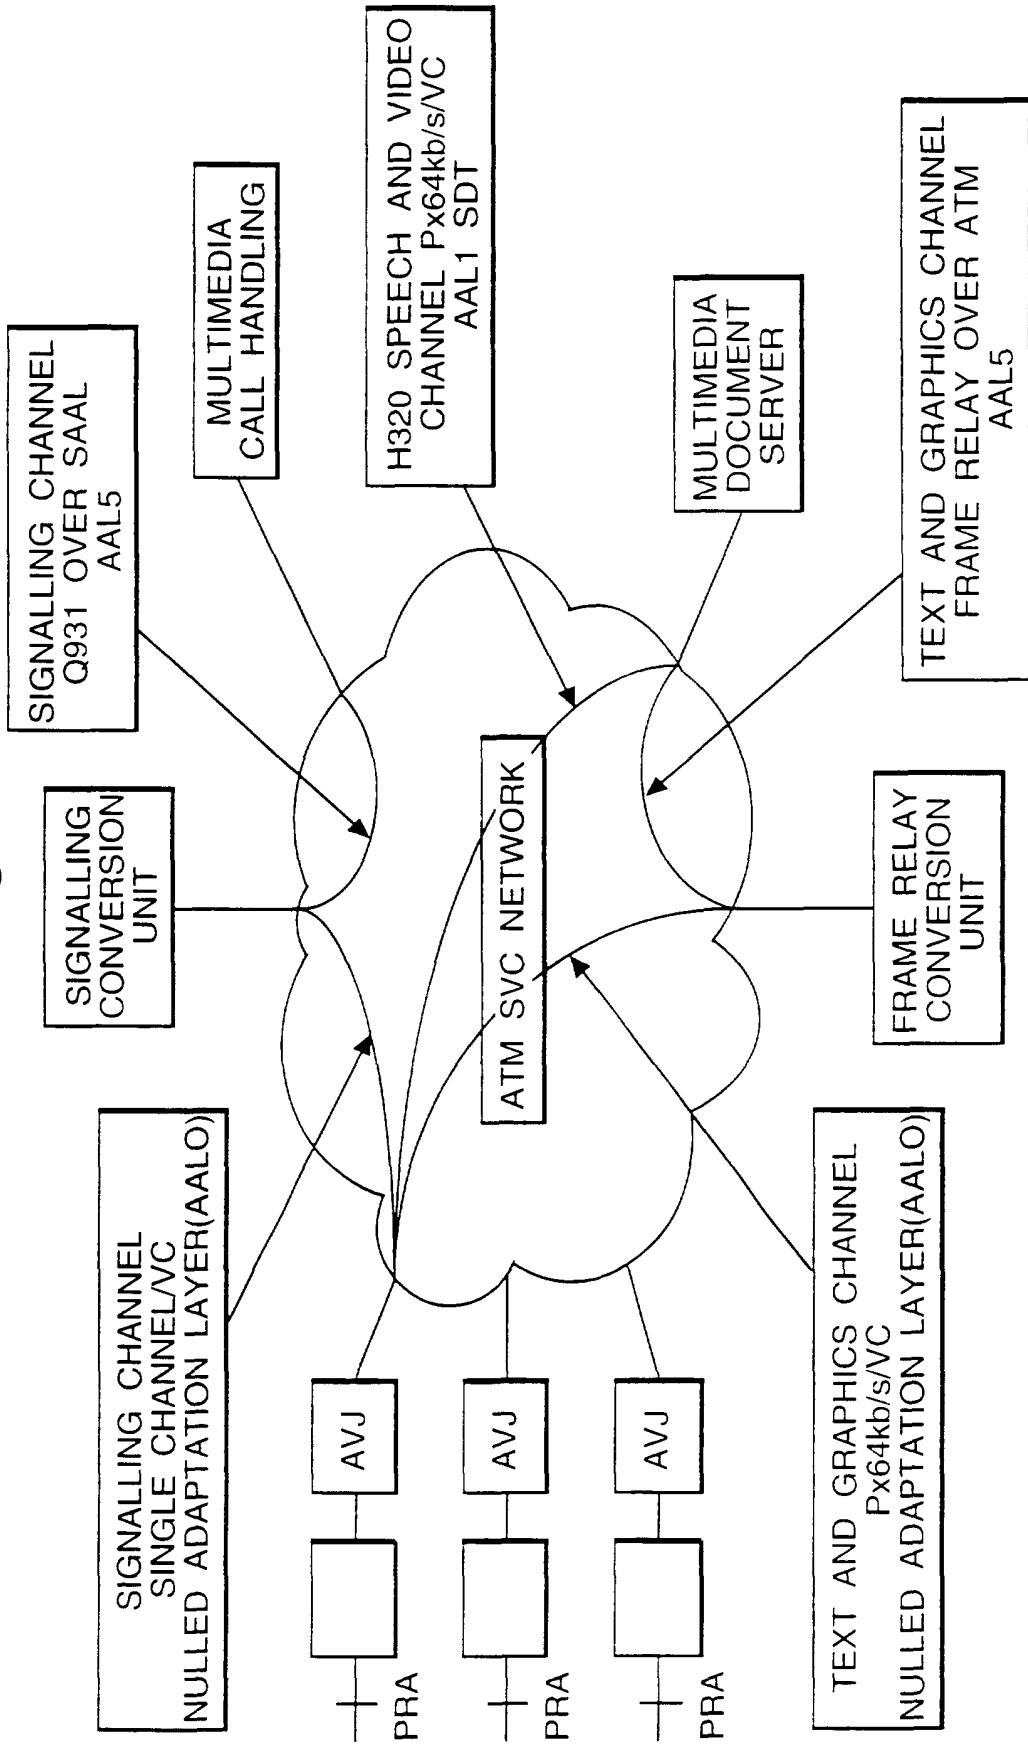 SIGNALLING CHANNEL
SINGLE CHANNEL/VC
NULLED ADAPTATION LAYER(AALO)
SIGNALLING
CONVERSION
UNIT
SIGNALLING CHANNEL
Q931 OVER SAAL
AAL5
MULTIMEDIA
CALL HANDLING
H320 SPEECH AND VIDEO
CHANNEL Px64kb/s/VC
AAL1 SDT
PRA
AVJ
PRA
AVJ
PRA
AVJ
ATM SVC NETWORK
MULTIMEDIA
DOCUMENT
SERVER
TEXT AND GRAPHICS CHANNEL
Px64kb/s/VC
NULLED ADAPTATION LAYER(AALO)
FRAME RELAY
CONVERSION
UNIT
TEXT AND GRAPHICS CHANNEL
FRAME RELAY OVER ATM
AAL5